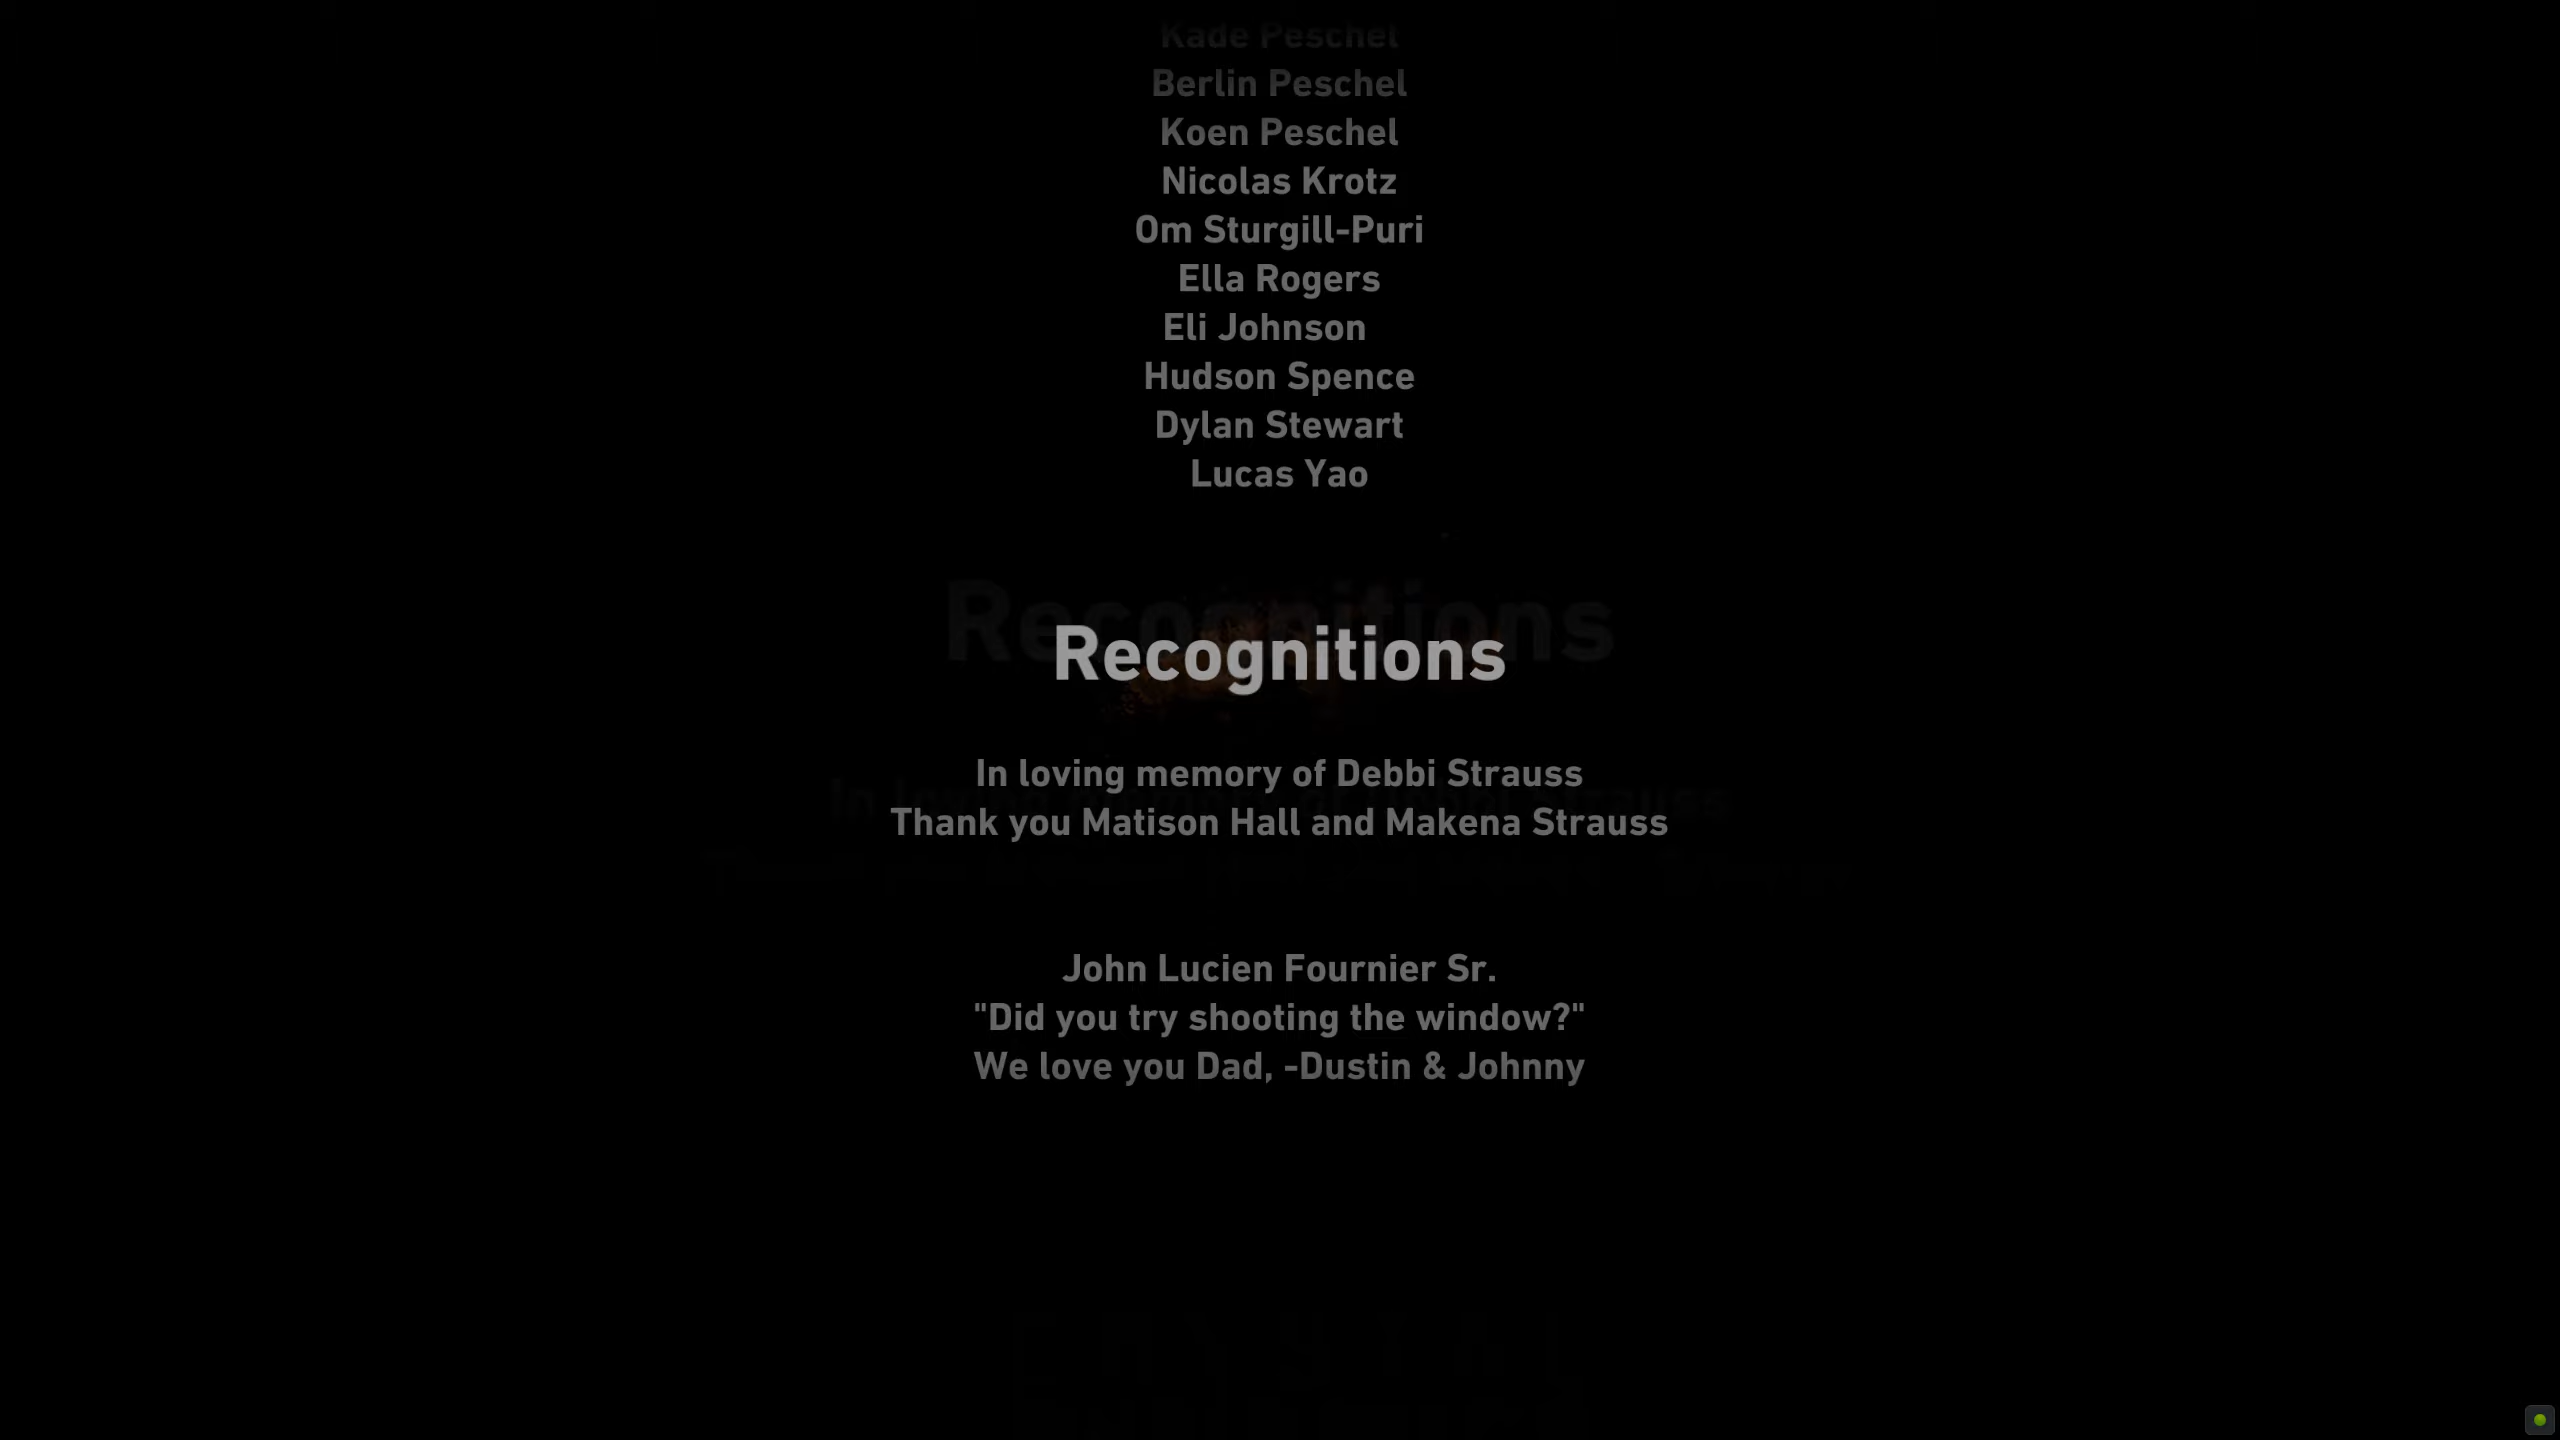 Kade Peschel
Berlin Peschel
Koen Peschel
Nicolas Krotz
Om Sturgill-Puri
Ella Rogers
Eli Johnson
Hudson Spence
Dylan Stewart
Lucas Yao
Recognitions
In loving memory of Debbi Strauss
Thank you Matison Hall and Makena Strauss
John Lucien Fournier Sr.
"Did you try shooting the window?"
We love you Dad, -Dustin & Johnny